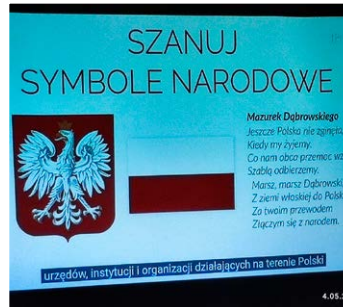 SZANUJ
SYMBOLE NARODOWE
Mazurek Dąbrowskiego
Jeszcze Polska nie zginęła,
Kiedy my żyjemy.
Co nam obca przemoc
Szablą odbierzemy.
Marsz, marsz Dąbrowski
Z ziemi włoskiej do
Za twoim przewodem
Złączym się z narodem.
urzędów, instytucji i organizacji działających na terenie Polski
4.05.